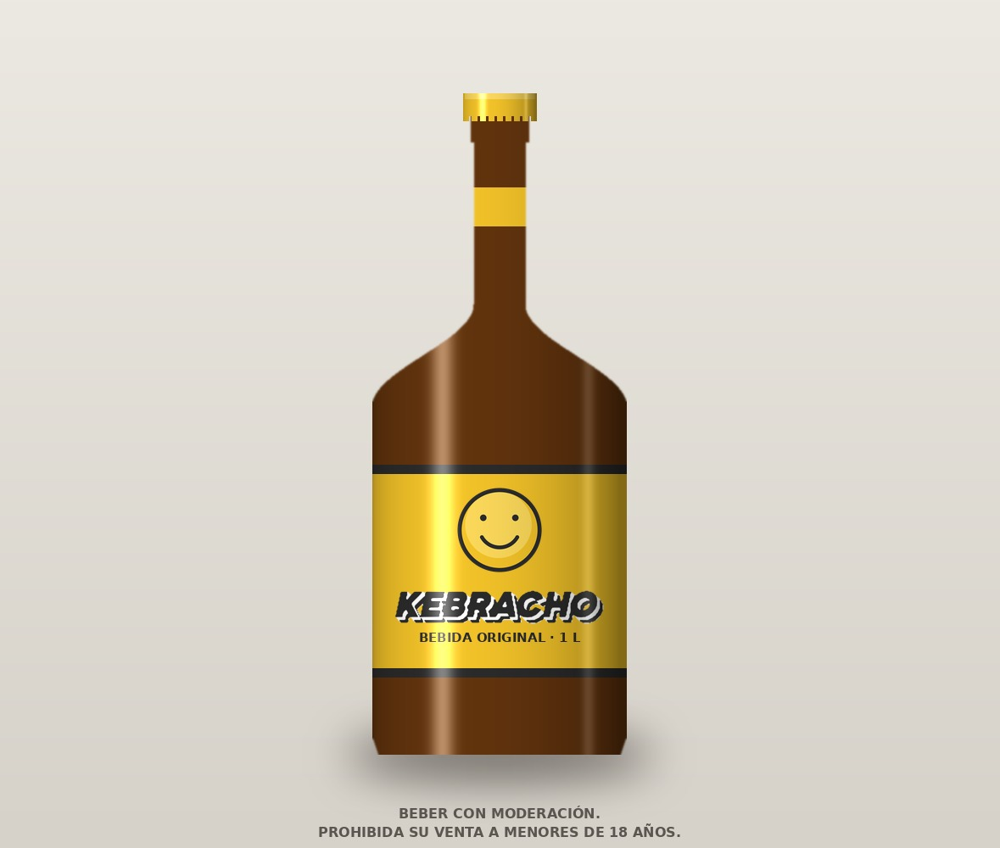 KEBRACHO
BEBIDA ORIGINAL · 1 L
BEBER CON MODERACIÓN.
PROHIBIDA SU VENTA A MENORES DE 18 AÑOS.